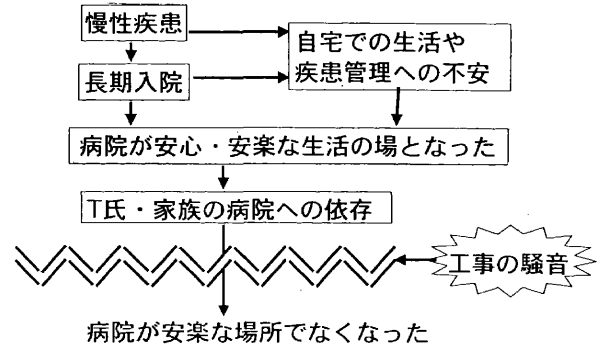 慢性疾患
自宅での生活や
疾患管理への不安
長期入院
病院が安心・安楽な生活の場となった
T氏・家族の病院への依存
工事の騒音
病院が安楽な場所でなくなった